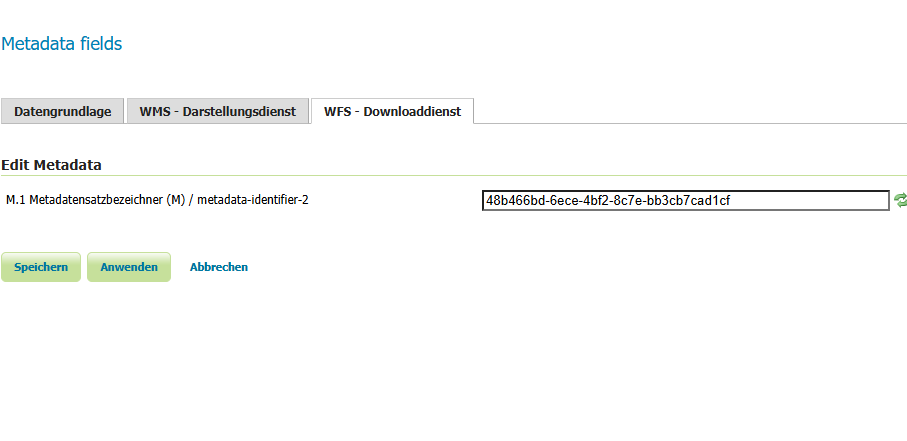 Metadata fields
Datengrundlage WMS - Darstellungsdienst WFS - Downloaddienst
Edit Metadata
M.1 Metadatensatzbezeichner (M) / metadata-identifier-2 48b466bd-6ece-4bf2-8c7e-bb3cb7cad1cf
Speichern Anwenden Abbrechen